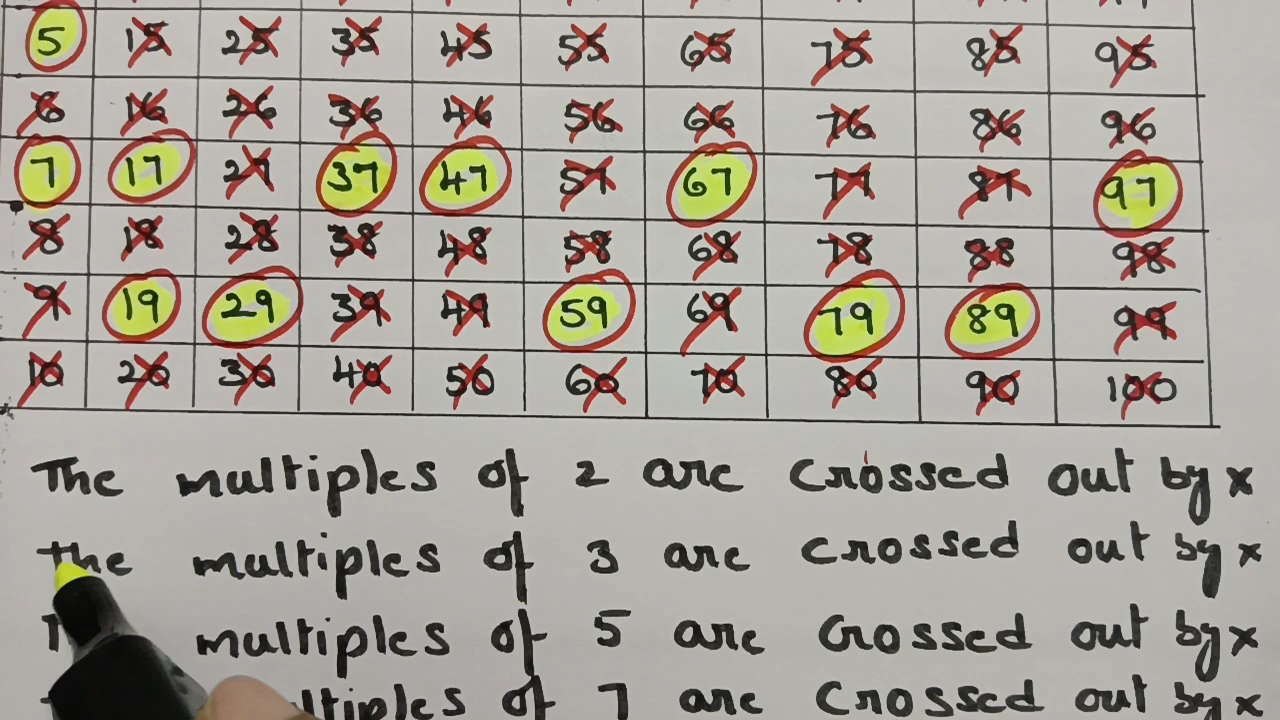 5 15 25 35 45 55 65 75 85 95
6 16 26 36 46 56 66 76 86 96
7 17 27 37 47 57 67 77 87 97
8 18 28 38 48 58 68 78 88 98
9 19 29 39 49 59 69 79 89 99
10 20 30 40 50 60 70 80 90 100
The multiples of 2 are crossed out by x
The multiples of 3 are crossed out by x
multiples of 5 are crossed out by x
of 7 are crossed out by x